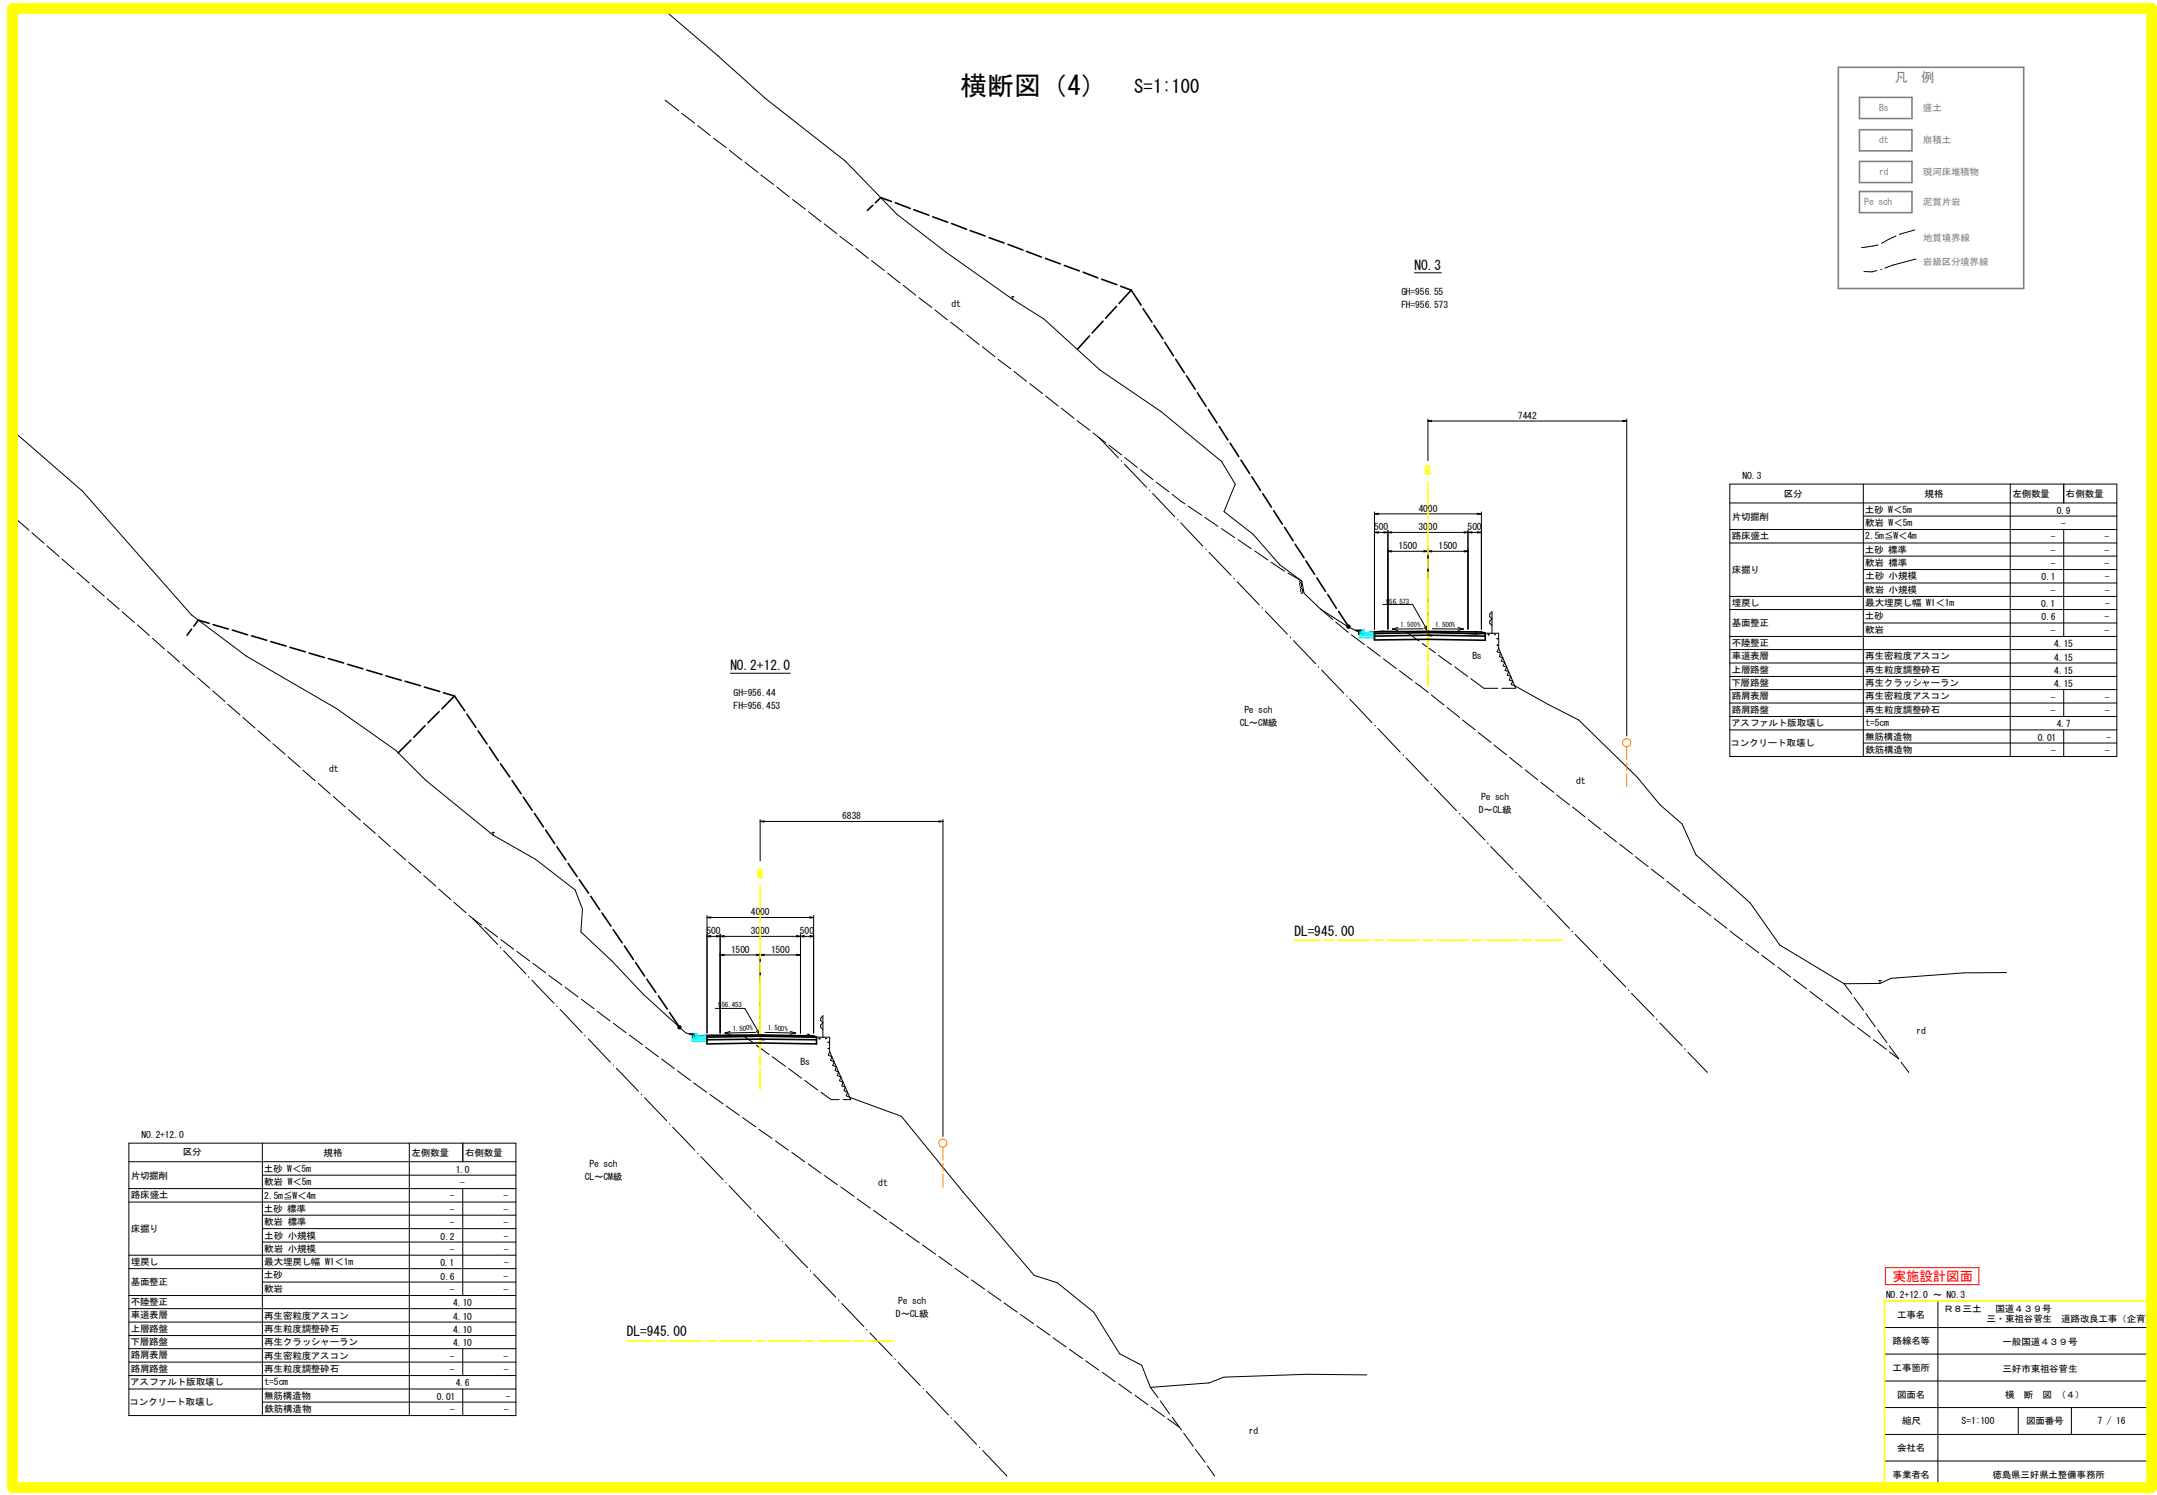 横断図（4）　S=1:100
凡　例
Bs　盛土
dt　崩積土
rd　現河床堆積物
Pe sch　泥質片岩
地質境界線
岩級区分境界線
NO.3
GH=956.55
FH=956.573
7442
4000
500　3000　500
1500　1500
956.573
1.500%　1.500%
Bs
dt
Pe sch
CL～CM級
Pe sch
D～CL級
dt
rd
DL=945.00
NO.3
区分　規格　左側数量　右側数量
片切掘削　土砂 W＜5m　0.9
軟岩 W＜5m　-
路床盛土　2.5m≦W＜4m　-　-
床掘り　土砂 標準　-　-
軟岩 標準　-　-
土砂 小規模　0.1　-
軟岩 小規模　-　-
埋戻し　最大埋戻し幅 W1＜1m　0.1　-
基面整正　土砂　0.6　-
軟岩　-　-
不陸整正　4.15
車道表層　再生密粒度アスコン　4.15
上層路盤　再生粒度調整砕石　4.15
下層路盤　再生クラッシャーラン　4.15
路肩表層　再生密粒度アスコン　-　-
路肩路盤　再生粒度調整砕石　-　-
アスファルト版取壊し　t=5cm　4.7
コンクリート取壊し　無筋構造物　0.01　-
鉄筋構造物　-　-
NO.2+12.0
GH=956.44
FH=956.453
6838
4000
500　3000　500
1500　1500
956.453
1.500%　1.500%
Bs
dt
Pe sch
CL～CM級
dt
Pe sch
D～CL級
rd
DL=945.00
NO.2+12.0
区分　規格　左側数量　右側数量
片切掘削　土砂 W＜5m　1.0
軟岩 W＜5m　-
路床盛土　2.5m≦W＜4m　-　-
床掘り　土砂 標準　-　-
軟岩 標準　-　-
土砂 小規模　0.2　-
軟岩 小規模　-　-
埋戻し　最大埋戻し幅 W1＜1m　0.1　-
基面整正　土砂　0.6　-
軟岩　-　-
不陸整正　4.10
車道表層　再生密粒度アスコン　4.10
上層路盤　再生粒度調整砕石　4.10
下層路盤　再生クラッシャーラン　4.10
路肩表層　再生密粒度アスコン　-　-
路肩路盤　再生粒度調整砕石　-　-
アスファルト版取壊し　t=5cm　4.6
コンクリート取壊し　無筋構造物　0.01　-
鉄筋構造物　-　-
実施設計図面
NO.2+12.0 ～ NO.3
工事名　Ｒ８三土　国道４３９号
三・東祖谷菅生　道路改良工事（企育
路線名等　一般国道４３９号
工事箇所　三好市東祖谷菅生
図面名　横　断　図　（4）
縮尺　S=1:100　図面番号　7 / 16
会社名
事業者名　徳島県三好県土整備事務所